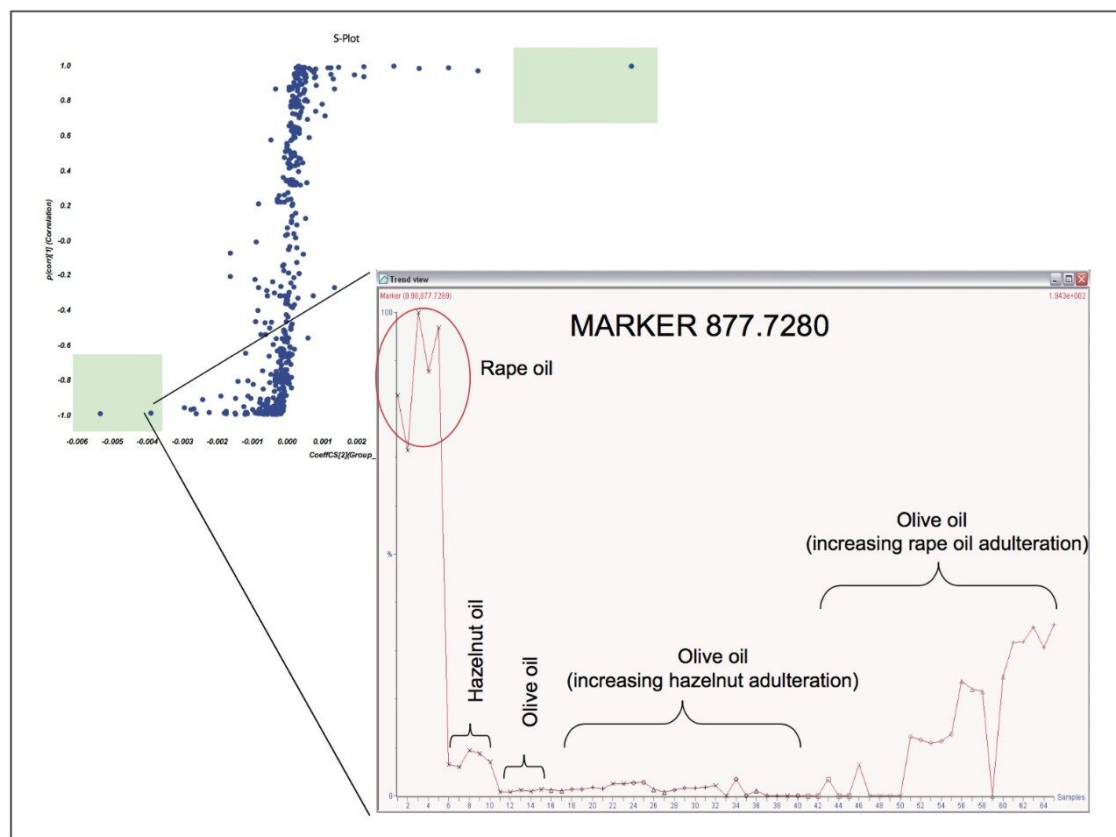 S-Plot
p(corr)[1] (Correlation)
1.0
0.8
0.6
0.4
0.2
-0.0
-0.2
-0.4
-0.6
-0.8
-1.0
-0.006 -0.005 -0.004 -0.003 -0.002 -0.001 0.000 0.001 0.002
CoeffCS[2](Group_
Trend view
Marker (0.98,877.7289) 1.943e+002
MARKER 877.7280
100
%
0
Rape oil
Hazelnut oil
Olive oil
Olive oil
(increasing hazelnut adulteration)
Olive oil
(increasing rape oil adulteration)
2 4 6 8 10 12 14 16 18 20 22 24 26 28 30 32 34 36 38 40 42 44 46 48 50 52 54 56 58 60 62 64 Samples